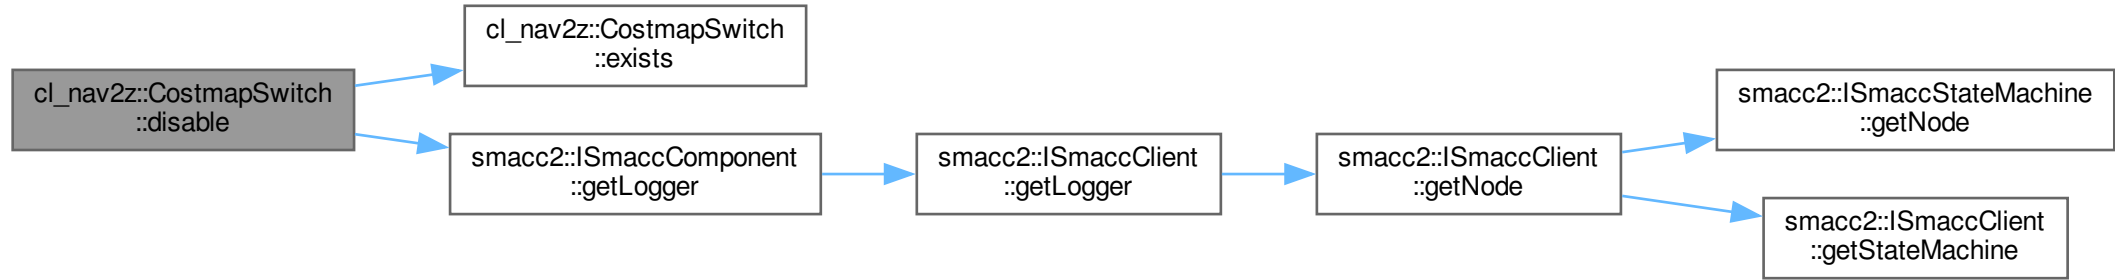 cl_nav2z::CostmapSwitch
::disable
cl_nav2z::CostmapSwitch
::exists
smacc2::ISmaccComponent
::getLogger
smacc2::ISmaccClient
::getLogger
smacc2::ISmaccClient
::getNode
smacc2::ISmaccStateMachine
::getNode
smacc2::ISmaccClient
::getStateMachine